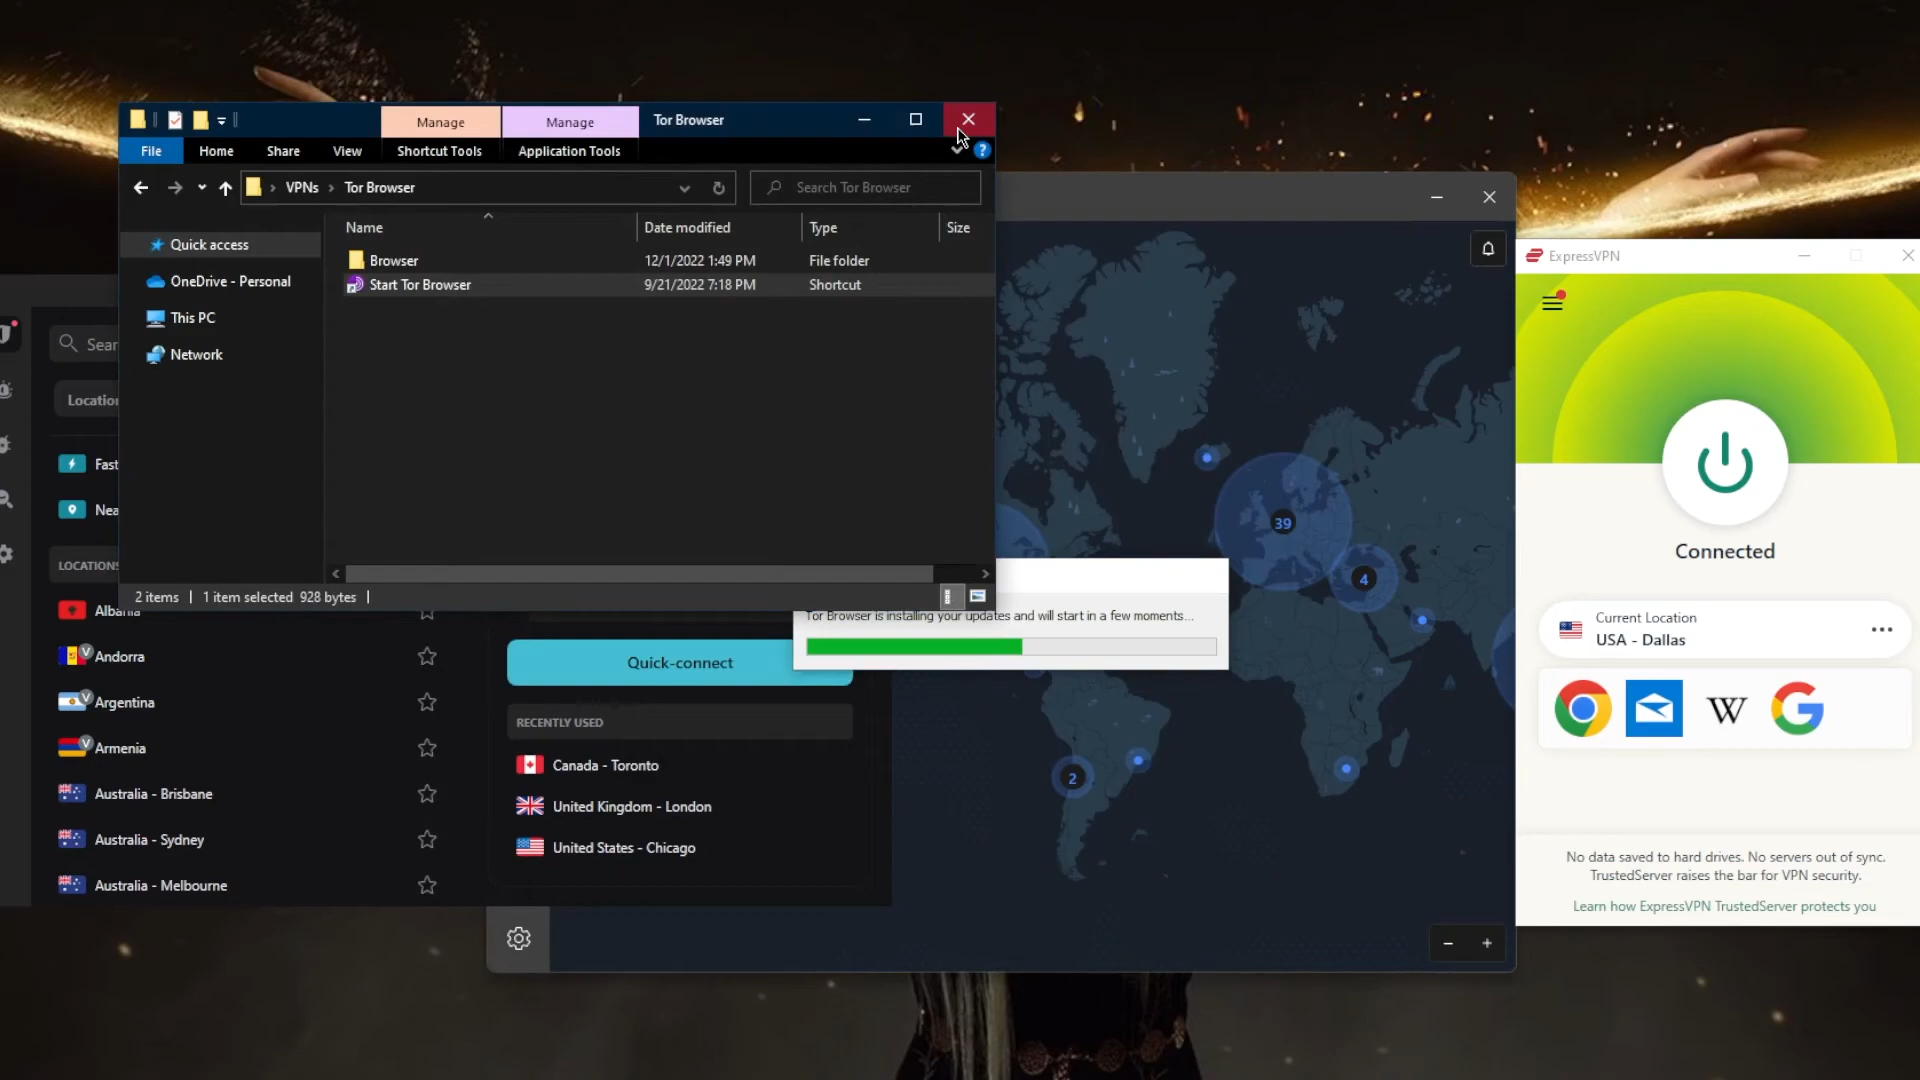 Manage
Manage
Tor Browser
File
Home
Share
View
Shortcut Tools
Application Tools
VPNs
Tor Browser
Search Tor Browser
Name
Date modified
Type
Size
Quick access
OneDrive - Personal
This PC
Network
Browser
12/1/2022 1:49 PM
File folder
Start Tor Browser
9/21/2022 7:18 PM
Shortcut
2 items
1 item selected 928 bytes
Sear
Locatio
Fast
Nea
LOCATIONS
Albania
Andorra
Argentina
Armenia
Australia - Brisbane
Australia - Sydney
Australia - Melbourne
Tor Browser is installing your updates and will start in a few moments...
Quick-connect
RECENTLY USED
Canada - Toronto
United Kingdom - London
United States - Chicago
39
4
2
ExpressVPN
Connected
Current Location
USA - Dallas
W
G
No data saved to hard drives. No servers out of sync.
TrustedServer raises the bar for VPN security.
Learn how ExpressVPN TrustedServer protects you